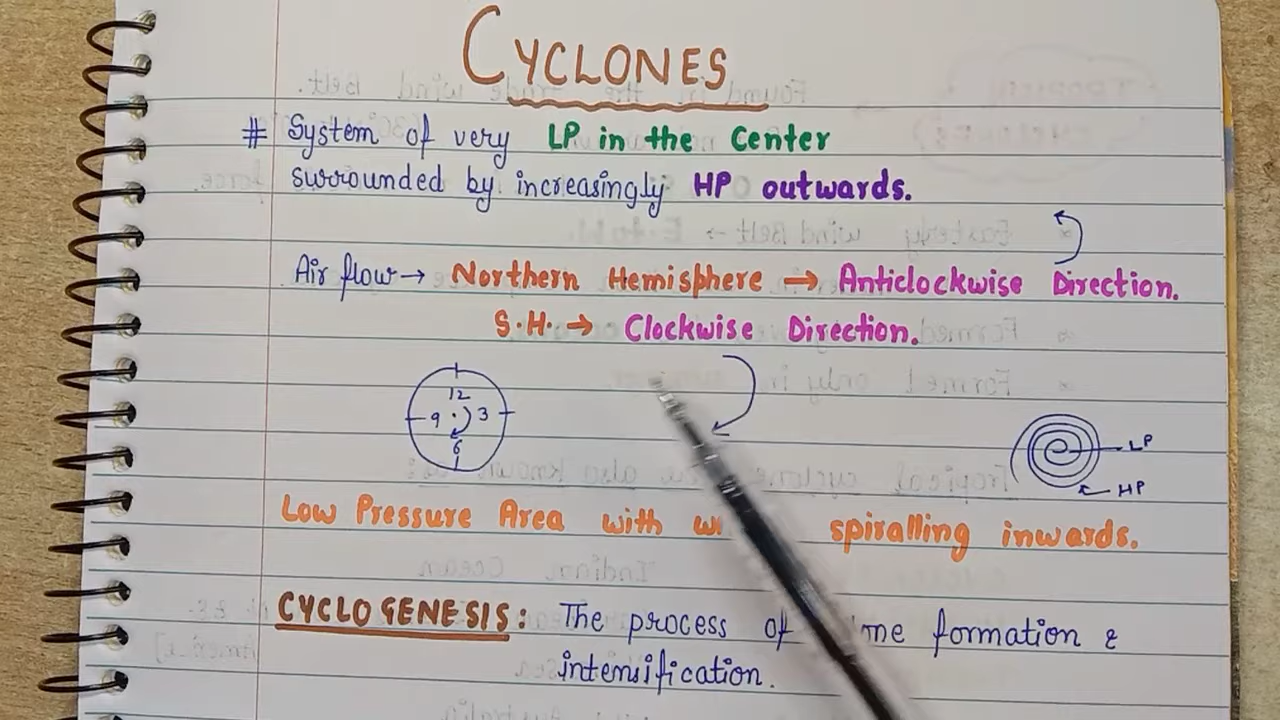 CYCLONES
# System of very LP in the Center
surrounded by increasingly HP outwards.
Air flow → Northern Hemisphere → Anticlockwise Direction.
S.H. → Clockwise Direction.
12
9 3
6
LP
HP
Low Pressure Area with spiralling inwards.
CYCLOGENESIS: The process of formation &
intensification.